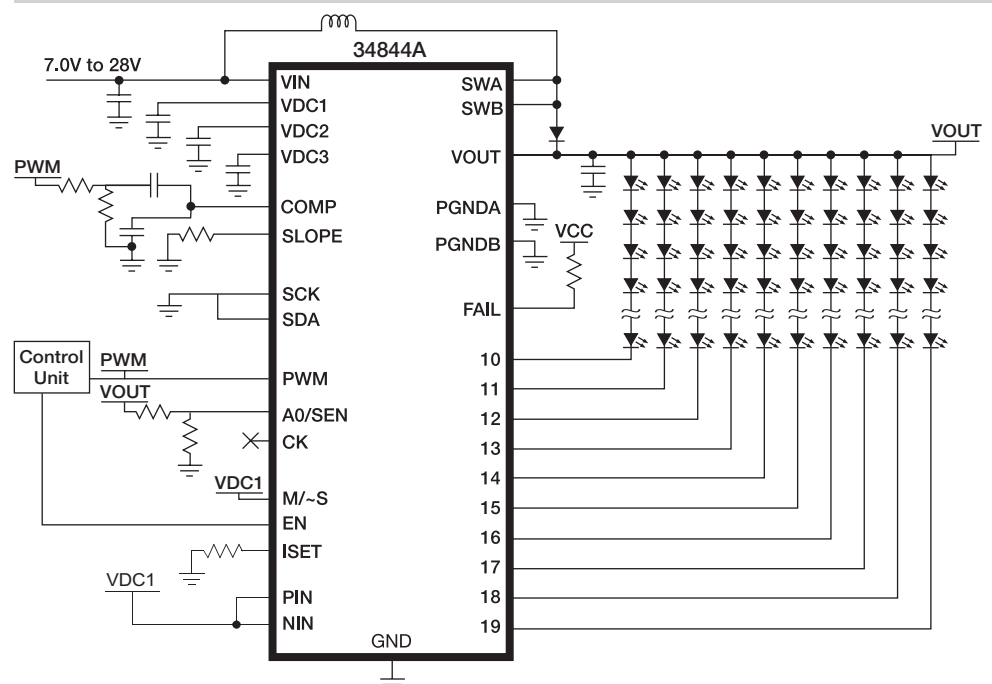 34844A
7.0V to 28V
VIN
VDC1
VDC2
VDC3
PWM
COMP
SLOPE
SCK
SDA
Control
Unit
PWM
PWM
VOUT
A0/SEN
CK
VDC1
M/~S
EN
ISET
VDC1
PIN
NIN
GND
SWA
SWB
VOUT
VOUT
PGNDA
PGNDB
VCC
FAIL
10
11
12
13
14
15
16
17
18
19